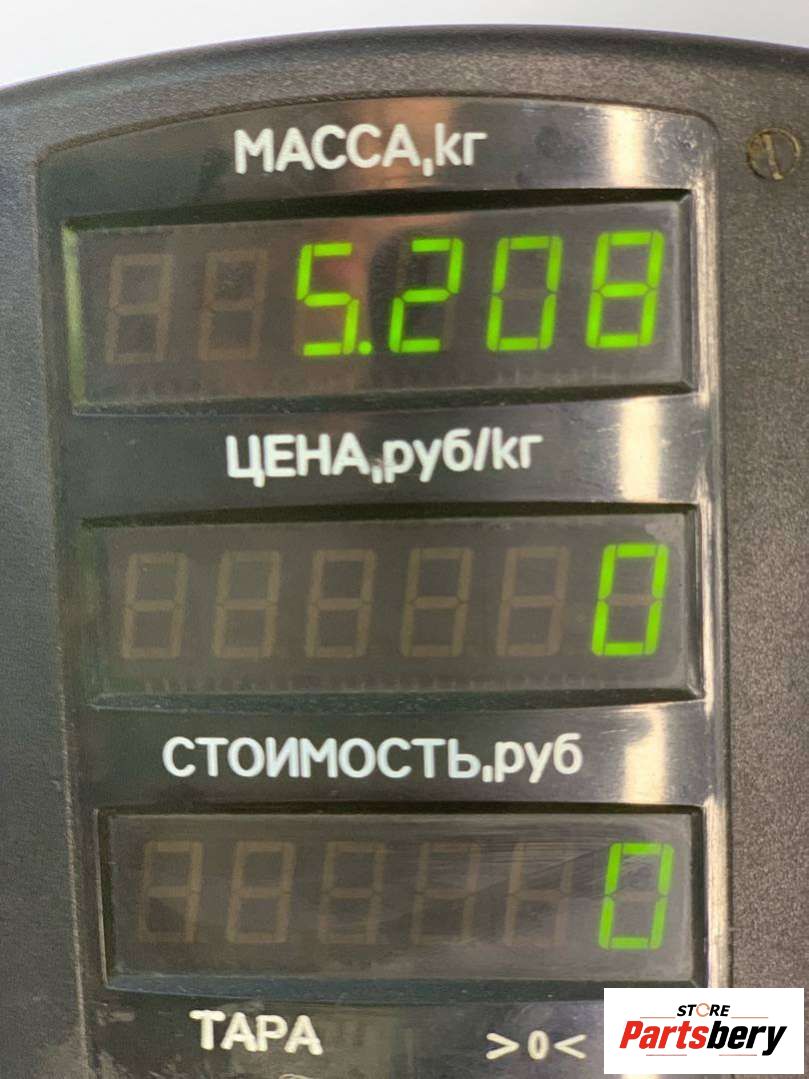 МАССА,кг
5.208
ЦЕНА,руб/кг
0
СТОИМОСТЬ,руб
0
ТАРА >0<
STORE
Partsbery